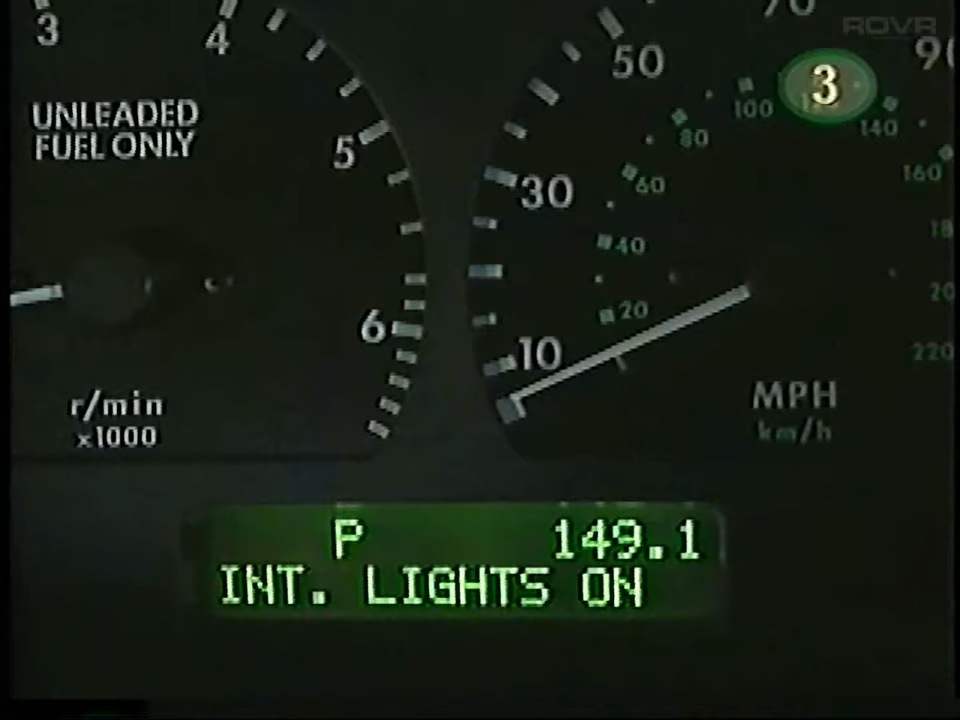 ROVR
3
4
70
50
90
3
UNLEADED
FUEL ONLY
100
140
80
5
160
30
60
40
20
6
10
220
r/min
x1000
MPH
km/h
P 149.1
INT. LIGHTS ON